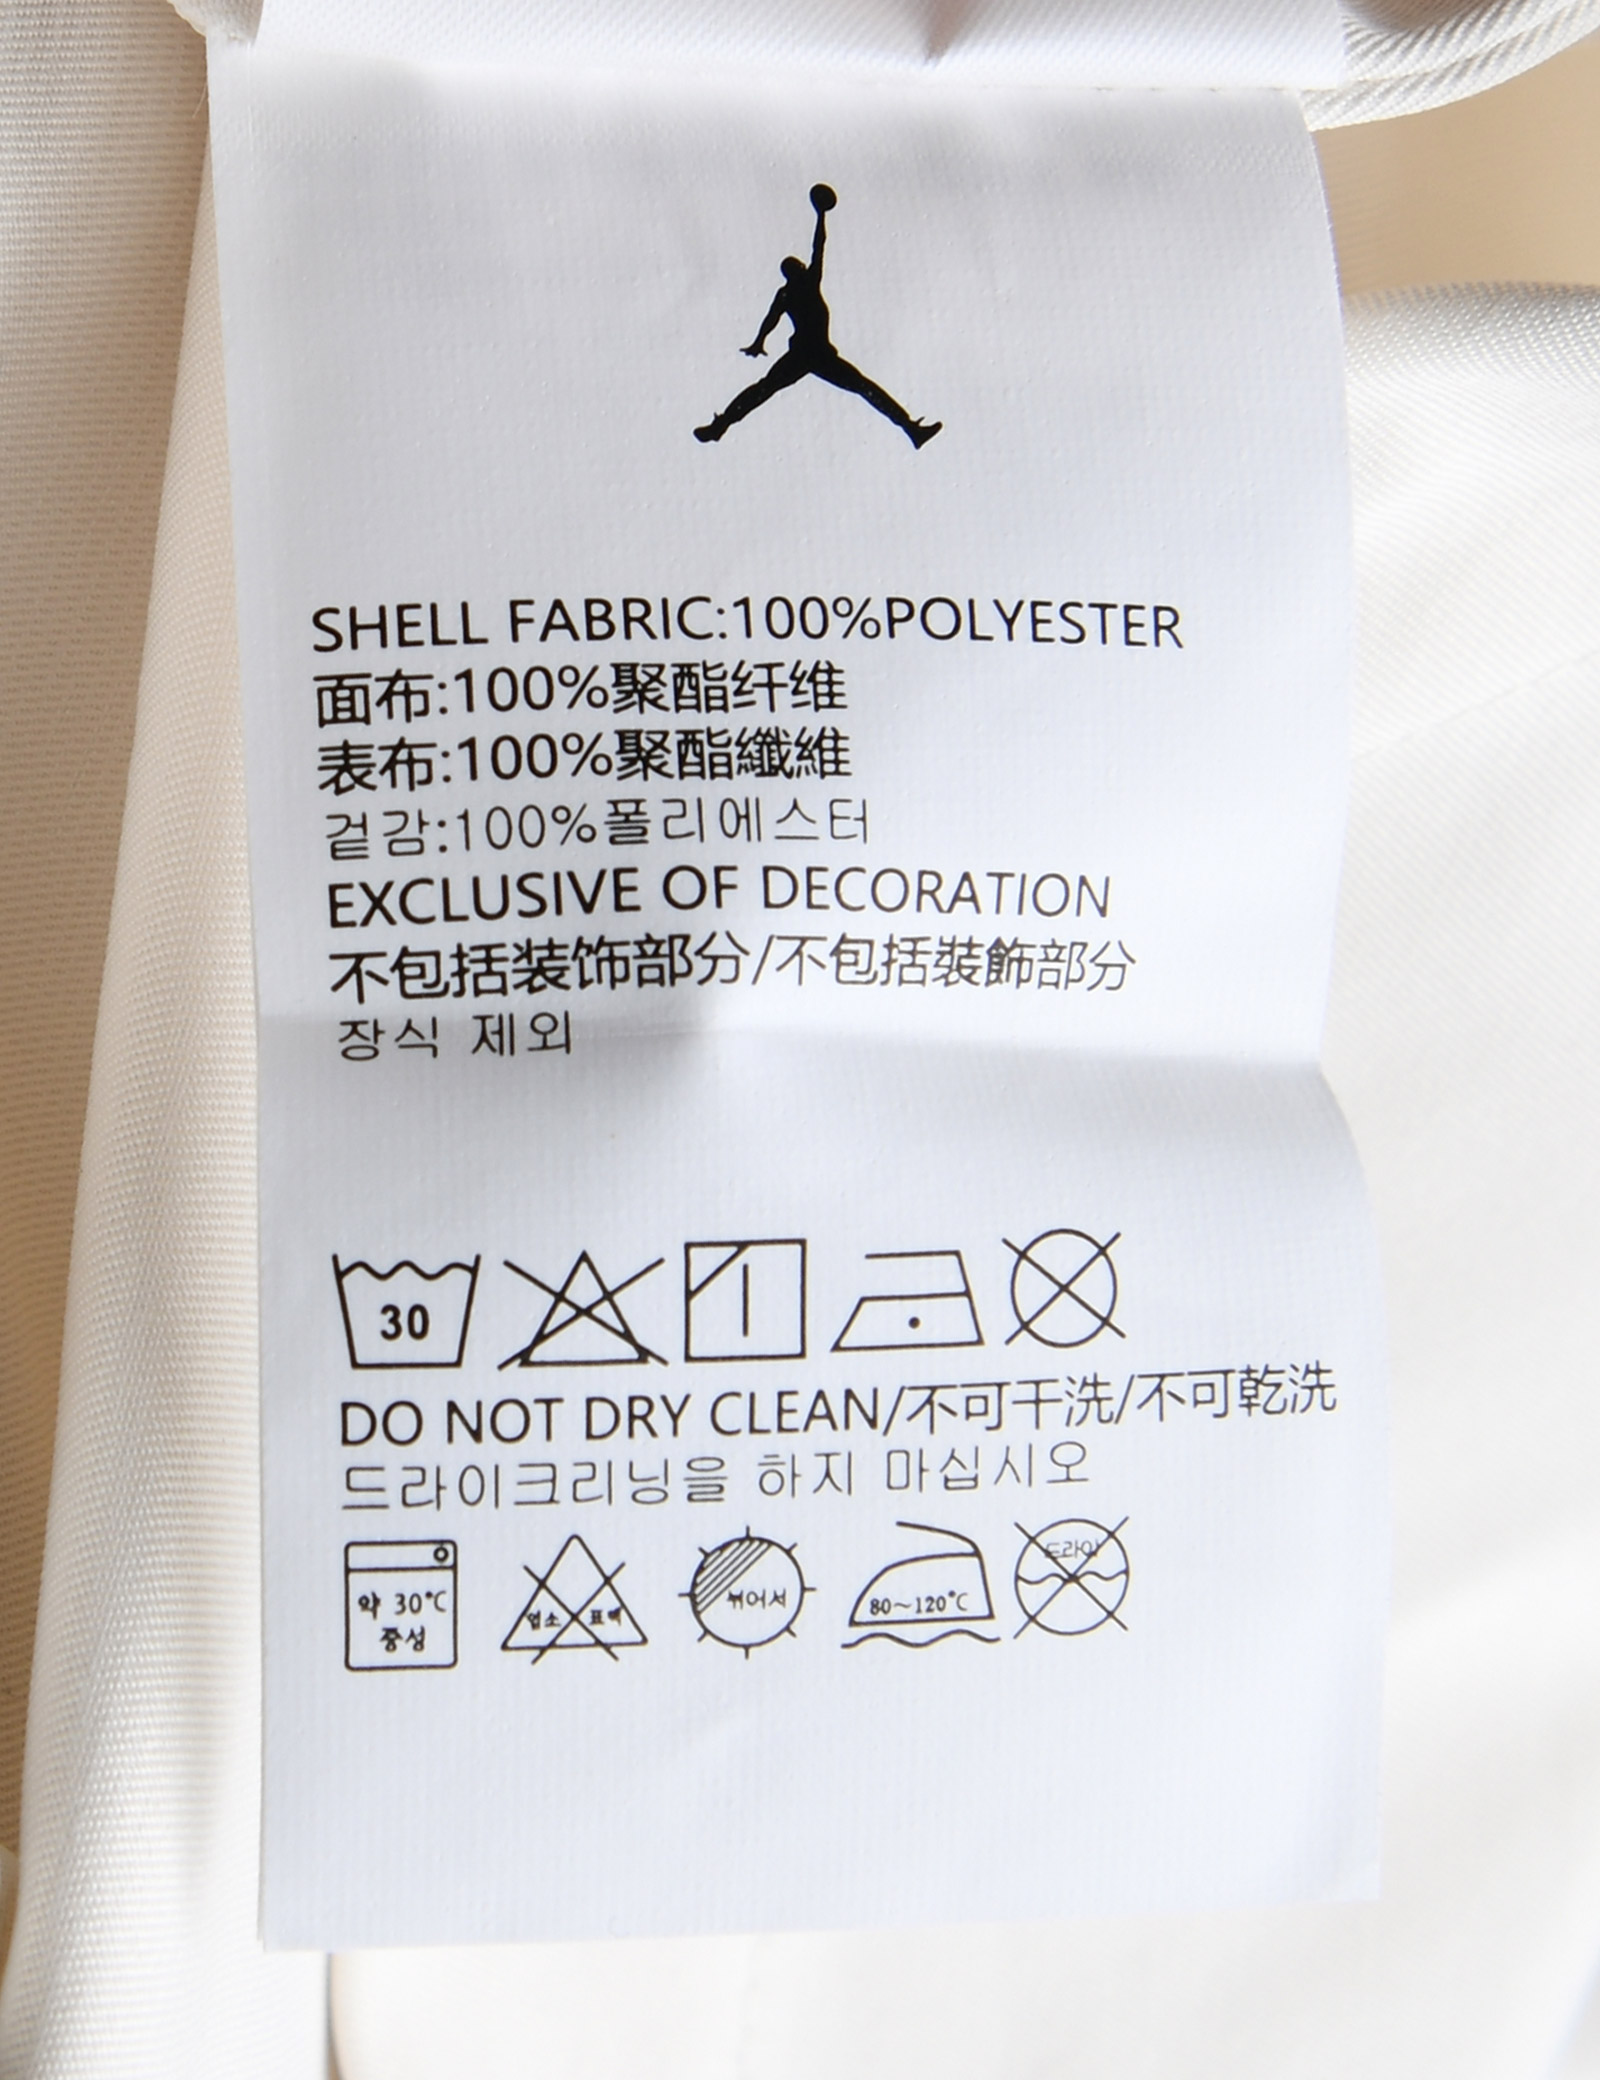 SHELL FABRIC:100%POLYESTER
面布:100%聚酯纤维
表布:100%聚酯纖維
겉감:100%폴리에스터
EXCLUSIVE OF DECORATION
不包括装饰部分/不包括裝飾部分
장식 제외
30
DO NOT DRY CLEAN/不可干洗/不可乾洗
드라이크리닝을 하지 마십시오
약 30°C
중성
염소 표백
뉘어서
80~120°C
드라이